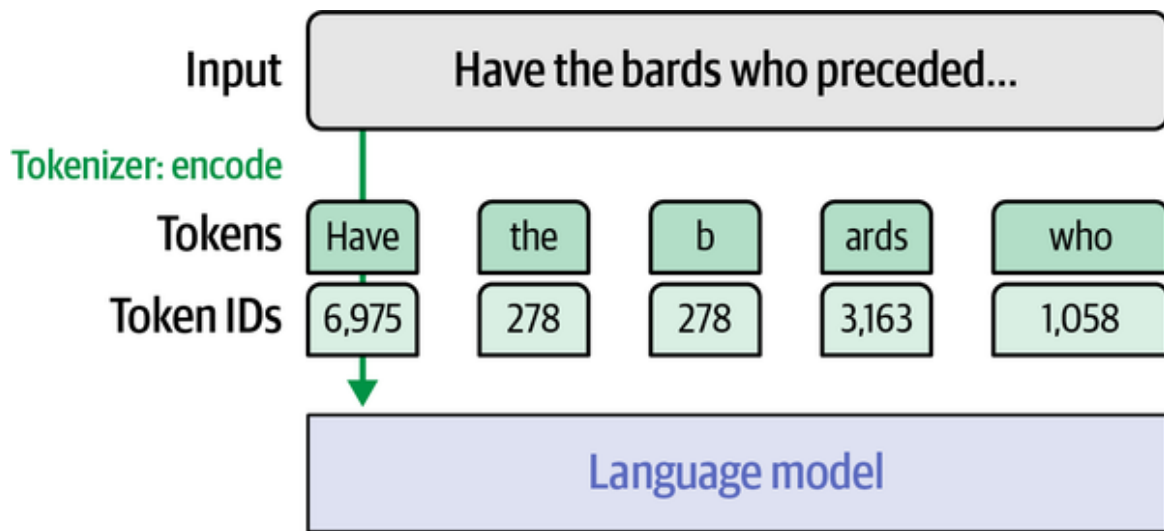 Input
Have the bards who preceded...
Tokenizer: encode
Tokens Have the b ards who
Token IDs 6,975 278 278 3,163 1,058
Language model